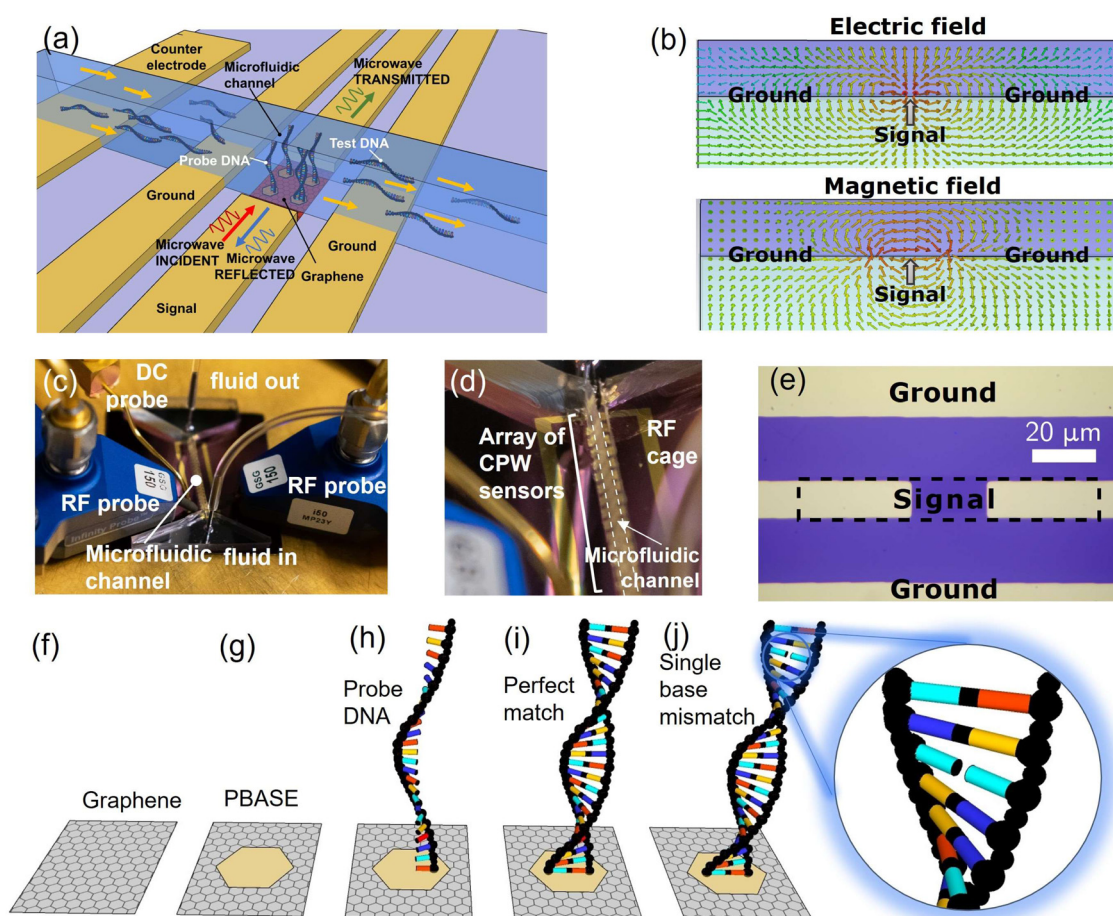 (a)
Counter
electrode
Microfluidic
channel
Microwave
TRANSMITTED
Probe DNA
Test DNA
Ground
Ground
Microwave
INCIDENT
Microwave
REFLECTED
Graphene
Signal
(b)
Electric field
Ground
Ground
Signal
Magnetic field
Ground
Ground
Signal
(c)
DC
probe
fluid out
GSG
150
GSG
150
RF probe
RF probe
i50
MP23Y
Infinity Probe
Microfluidic
channel
fluid in
(d)
Array of
CPW
sensors
RF
cage
Microfluidic
channel
(e)
Ground
20 μm
Signal
Ground
(f)
Graphene
(g)
PBASE
(h)
Probe
DNA
(i)
Perfect
match
(j)
Single
base
mismatch